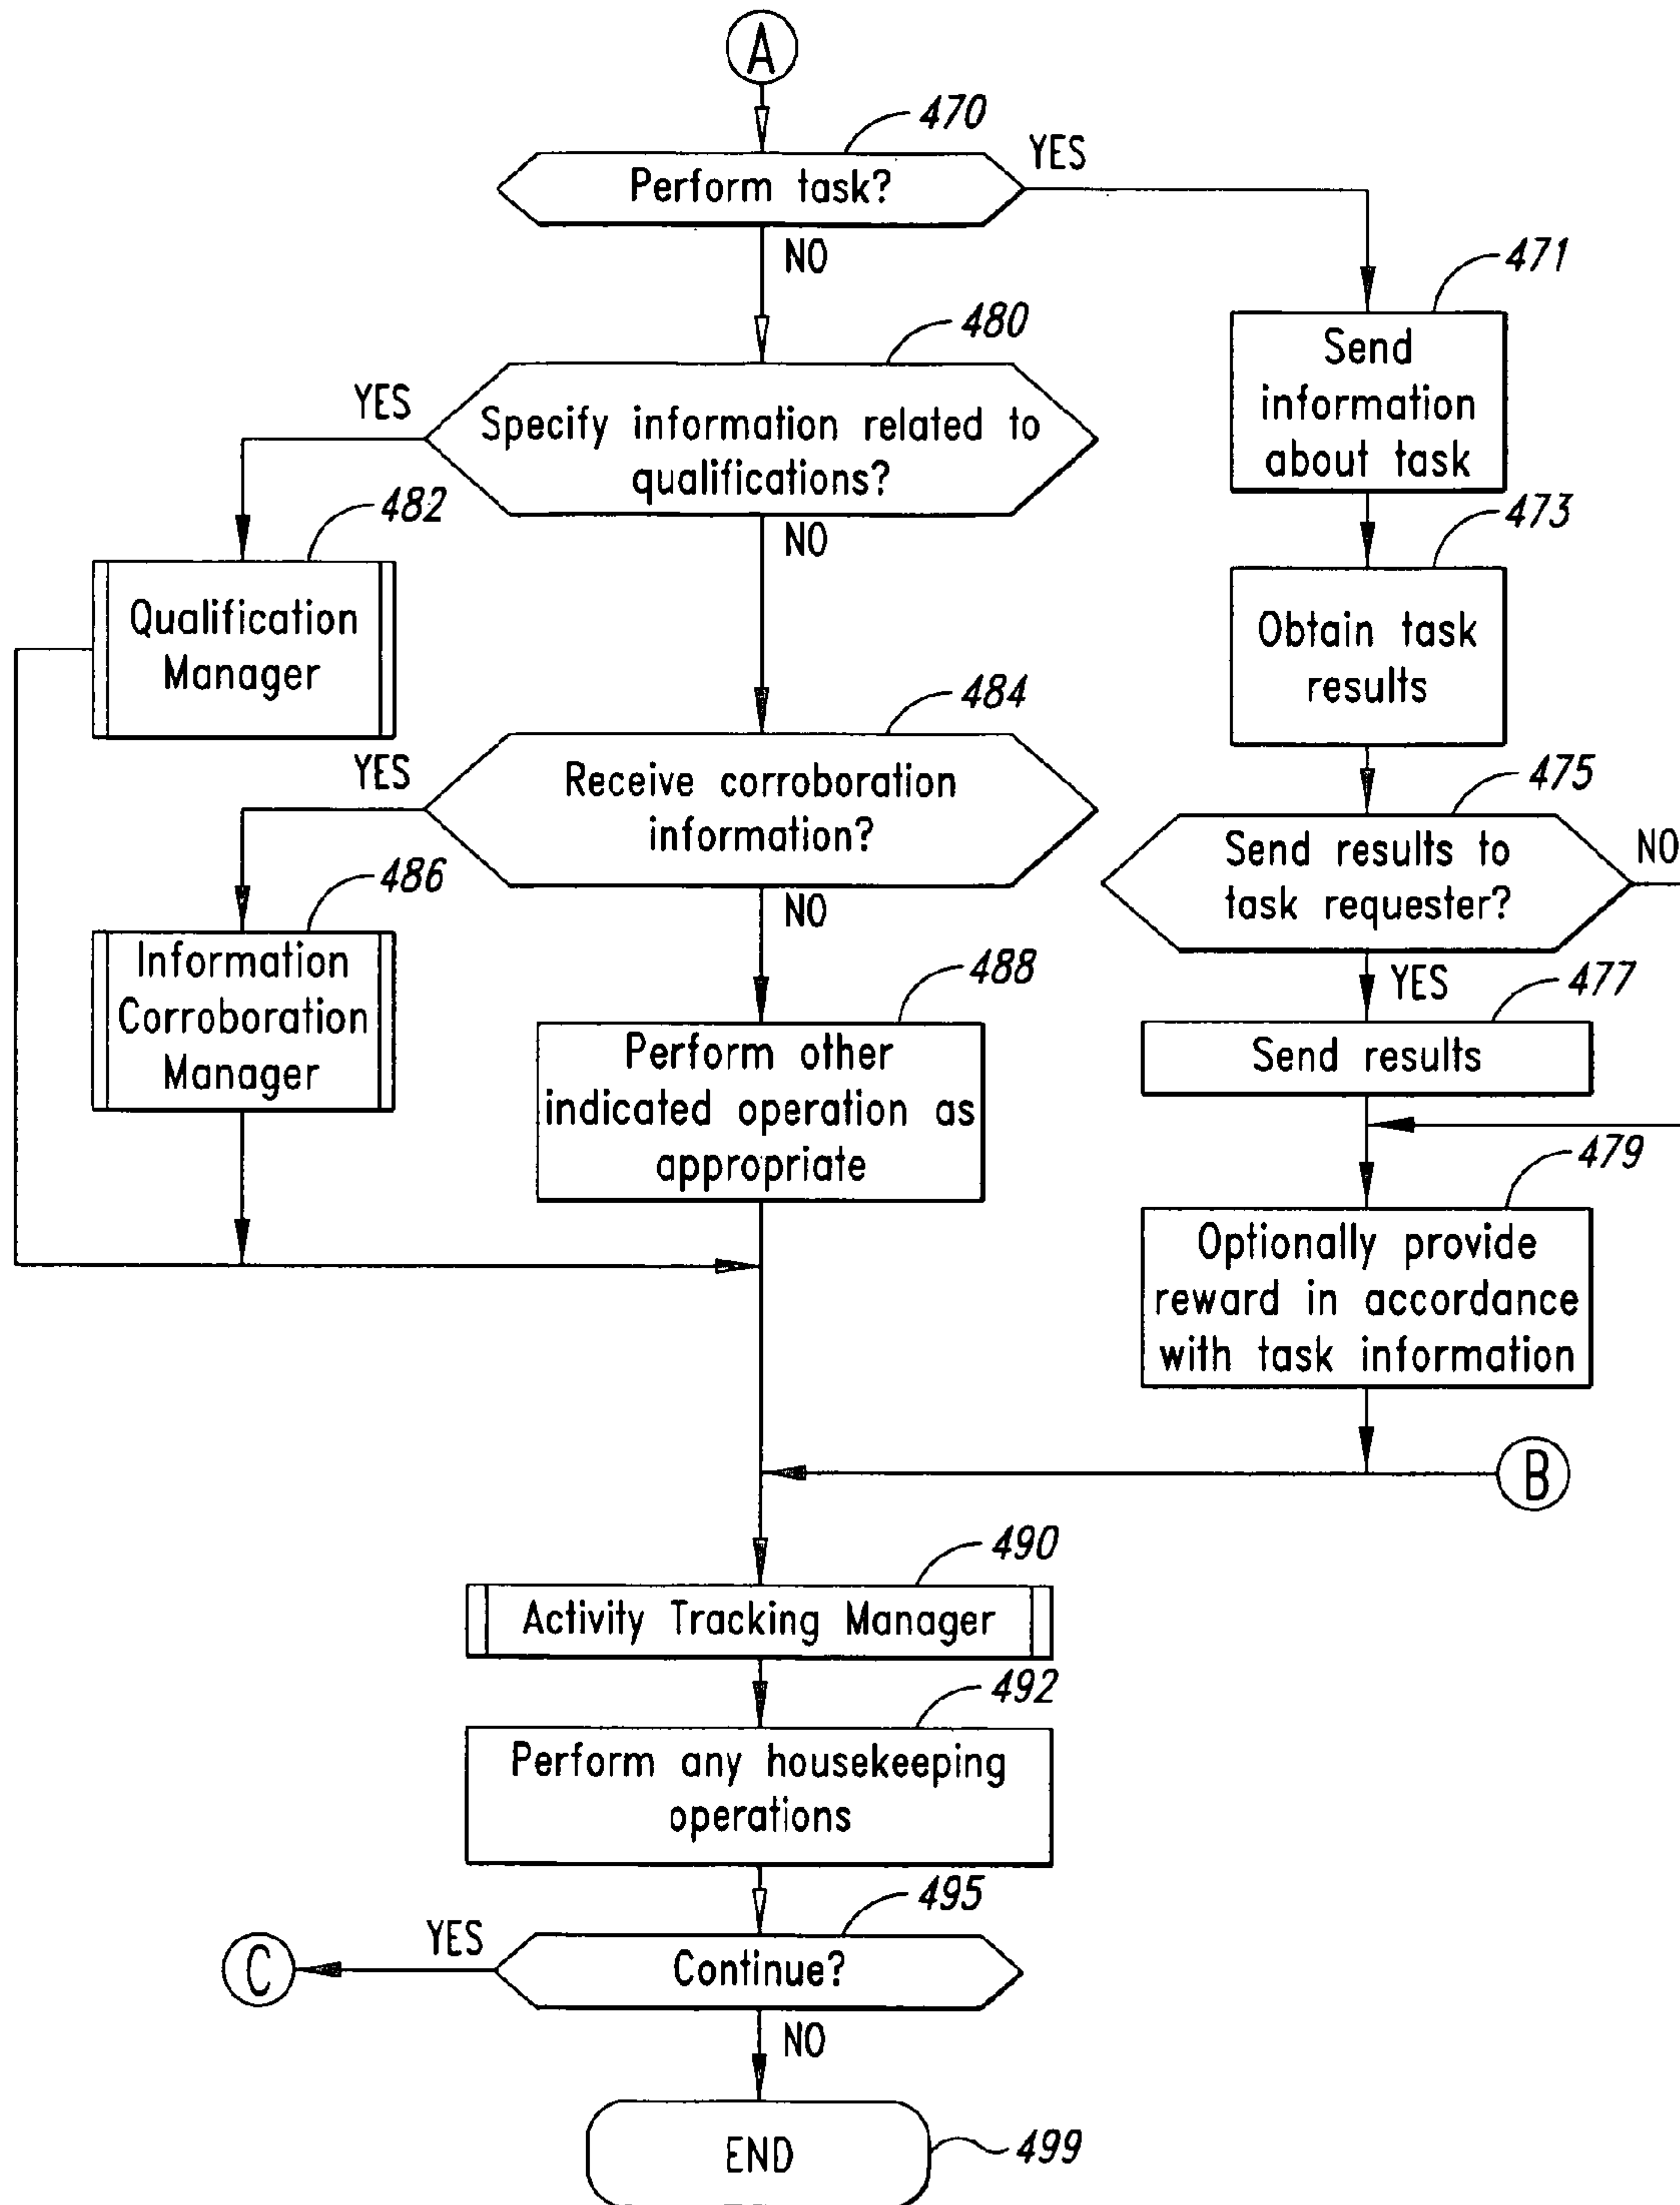 A
470
Perform task?
YES
NO
471
Send
information
about task
480
Specify information related to
qualifications?
YES
NO
482
Qualification
Manager
473
Obtain task
results
484
Receive corroboration
information?
YES
NO
475
Send results to
task requester?
NO
YES
486
Information
Corroboration
Manager
488
Perform other
indicated operation as
appropriate
477
Send results
479
Optionally provide
reward in accordance
with task information
B
490
Activity Tracking Manager
492
Perform any housekeeping
operations
495
Continue?
YES
C
NO
END
499